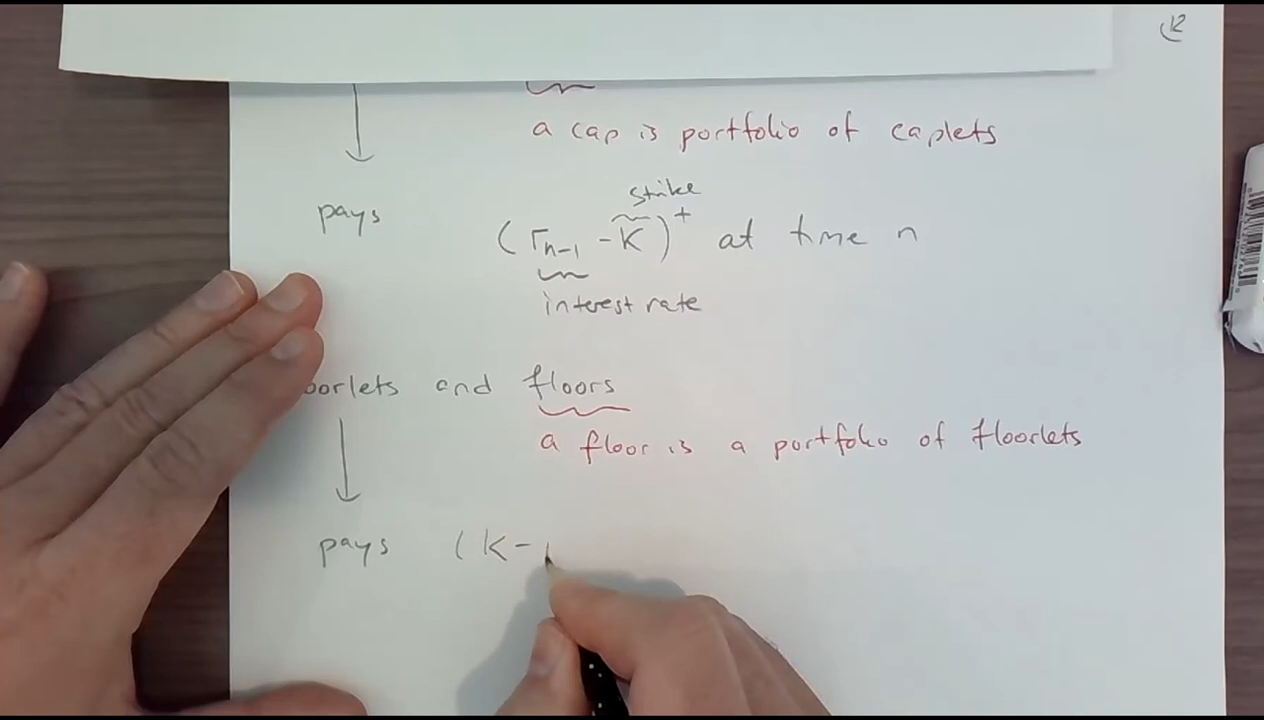 12
a cap is portfolio of caplets
strike
pays (r_{n-1} - K)^+ at time n
interest rate
oorlets and floors
a floor is a portfolio of floorlets
pays (K-